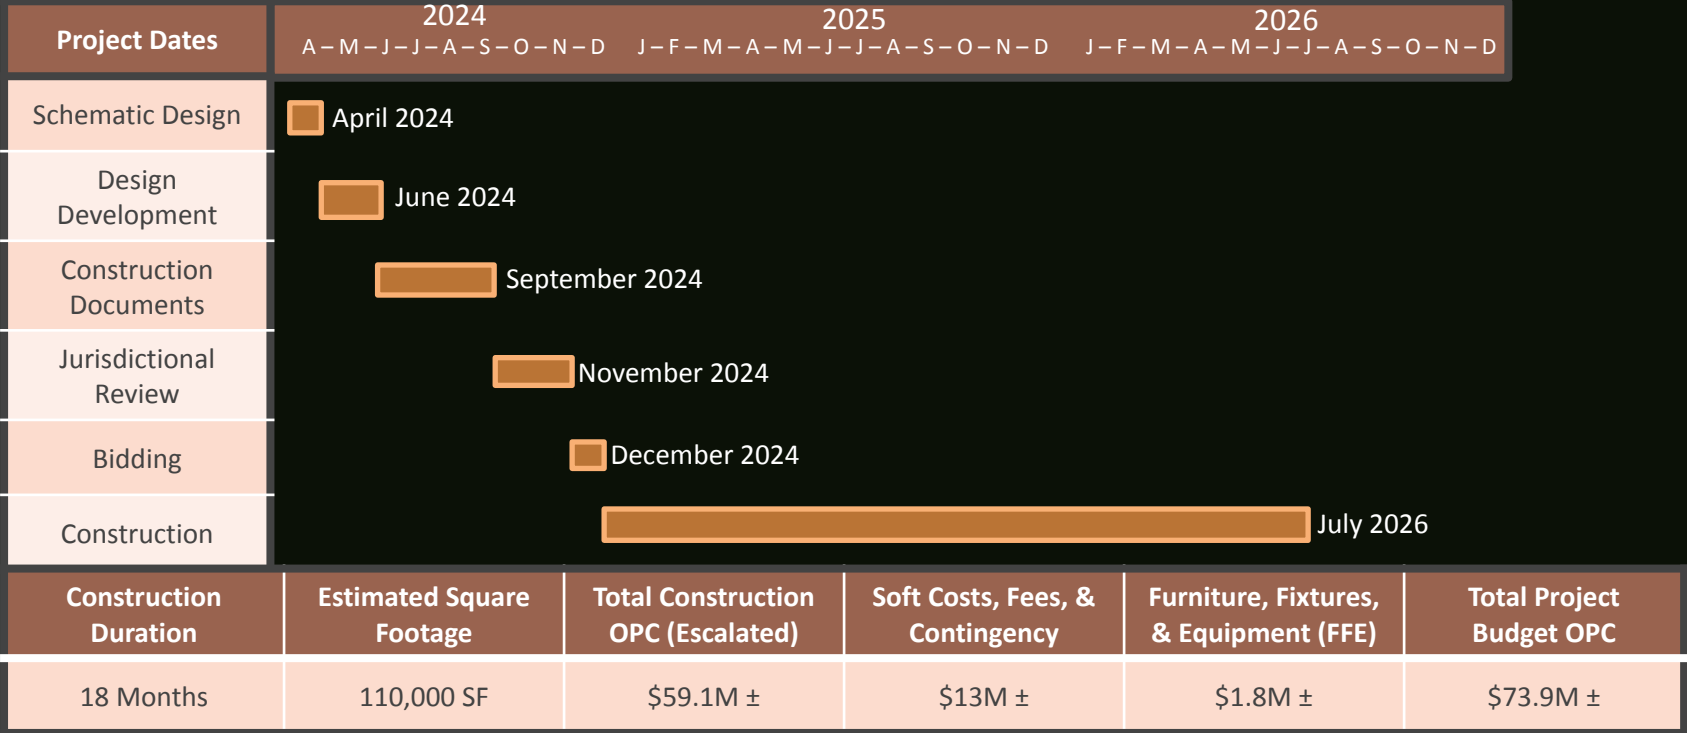 Project Dates
2024
2025
2026
A – M – J – J – A – S – O – N – D
J – F – M – A – M – J – J – A – S – O – N – D
J – F – M – A – M – J – J – A – S – O – N – D
Schematic Design
April 2024
Design
Development
June 2024
Construction
Documents
September 2024
Jurisdictional
Review
November 2024
Bidding
December 2024
Construction
July 2026
Construction
Duration
Estimated Square
Footage
Total Construction
OPC (Escalated)
Soft Costs, Fees, &
Contingency
Furniture, Fixtures,
& Equipment (FFE)
Total Project
Budget OPC
18 Months
110,000 SF
$59.1M ±
$13M ±
$1.8M ±
$73.9M ±